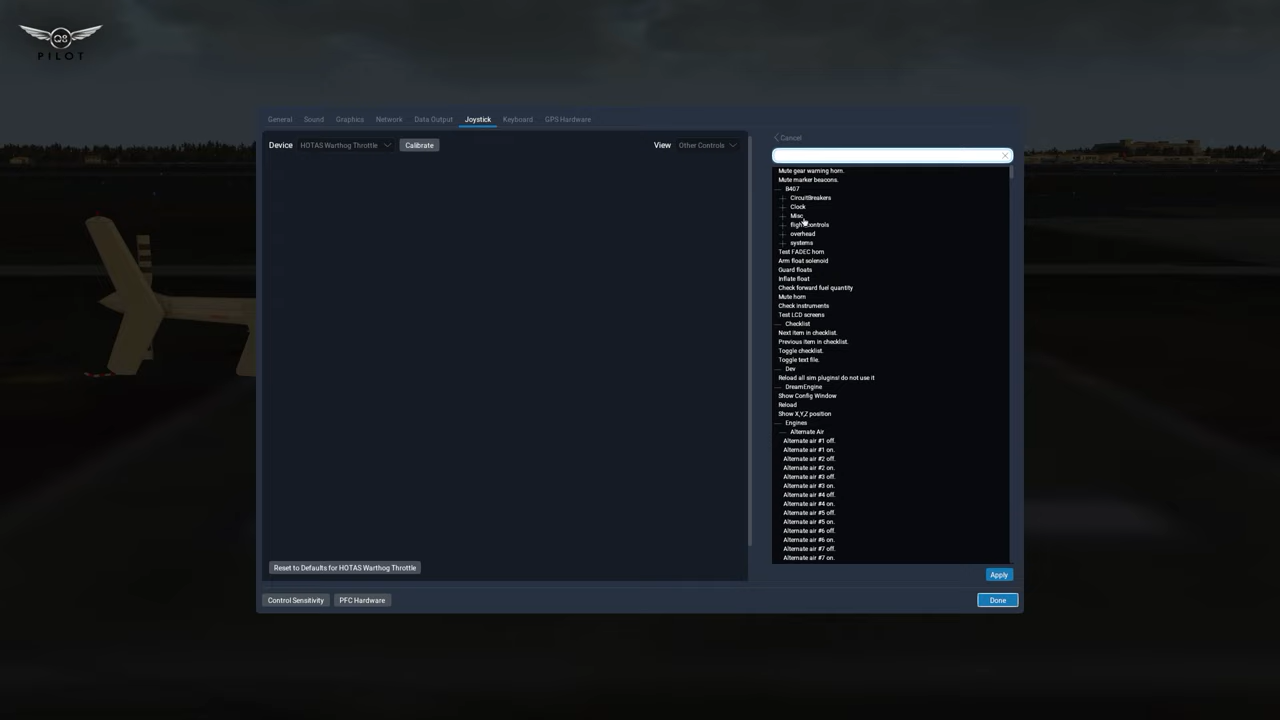 Q8
PILOT
General Sound Graphics Network Data Output Joystick Keyboard GPS Hardware
Device HOTAS Warthog Throttle Calibrate View Other Controls
Cancel
Mute gear warning horn.
Mute marker beacons.
B407
CircuitBreakers
Clock
Misc
overhead
systems
Test FADEC horn
Arm float solenoid
Guard floats
Inflate float
Check forward fuel quantity
Mute horn
Check instruments
Test LCD screens
Checklist
Next item in checklist.
Previous item in checklist.
Toggle checklist.
Toggle text file.
Dev
Reload all sim plugins! do not use it
DreamEngine
Show Config Window
Reload
Show X,Y,Z position
Engines
Alternate Air
Alternate air #1 off.
Alternate air #1 on.
Alternate air #2 off.
Alternate air #2 on.
Alternate air #3 off.
Alternate air #3 on.
Alternate air #4 off.
Alternate air #4 on.
Alternate air #5 off.
Alternate air #5 on.
Alternate air #6 off.
Alternate air #6 on.
Alternate air #7 off.
Alternate air #7 on.
Reset to Defaults for HOTAS Warthog Throttle
Apply
Control Sensitivity PFC Hardware Done